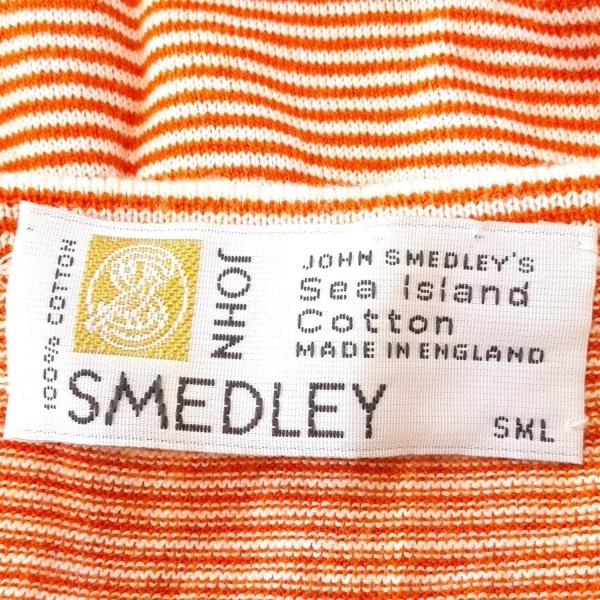 100% COTTON
JOHN
SMEDLEY
JOHN SMEDLEY'S
Sea Island
Cotton
MADE IN ENGLAND
SML